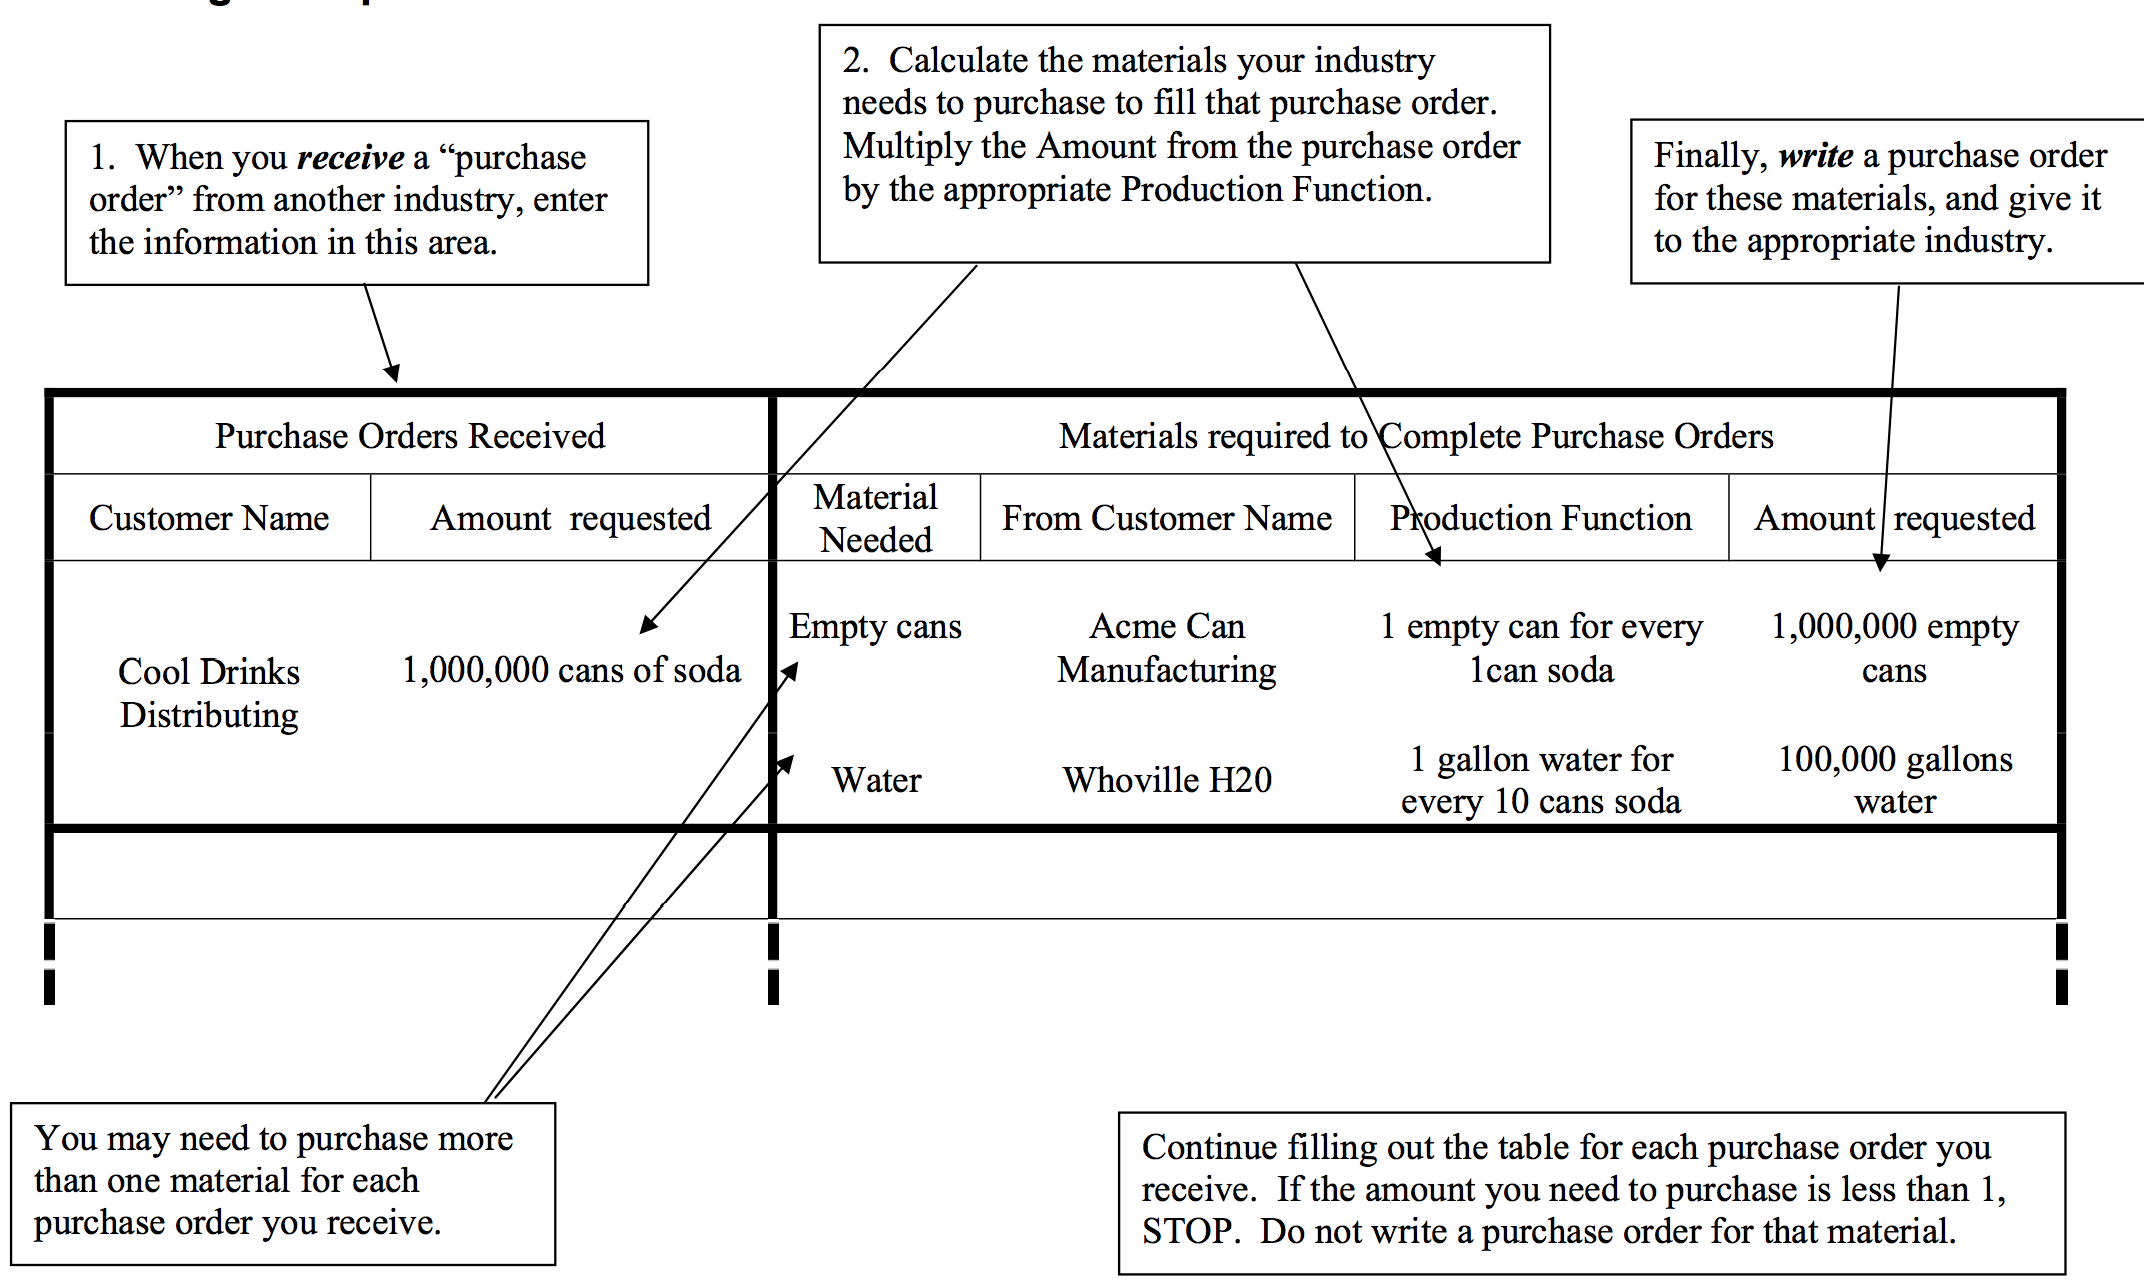 2.  Calculate the materials your industry
needs to purchase to fill that purchase order.
Multiply the Amount from the purchase order
by the appropriate Production Function.
1.  When you receive a “purchase
order” from another industry, enter
the information in this area.
Finally, write a purchase order
for these materials, and give it
to the appropriate industry.
Purchase Orders Received
Materials required to Complete Purchase Orders
Customer Name
Amount  requested
Material
Needed
From Customer Name
Production Function
Amount  requested
Cool Drinks
Distributing
1,000,000 cans of soda
Empty cans
Acme Can
Manufacturing
1 empty can for every
1can soda
1,000,000 empty
cans
Water
Whoville H20
1 gallon water for
every 10 cans soda
100,000 gallons
water
You may need to purchase more
than one material for each
purchase order you receive.
Continue filling out the table for each purchase order you
receive.  If the amount you need to purchase is less than 1,
STOP.  Do not write a purchase order for that material.